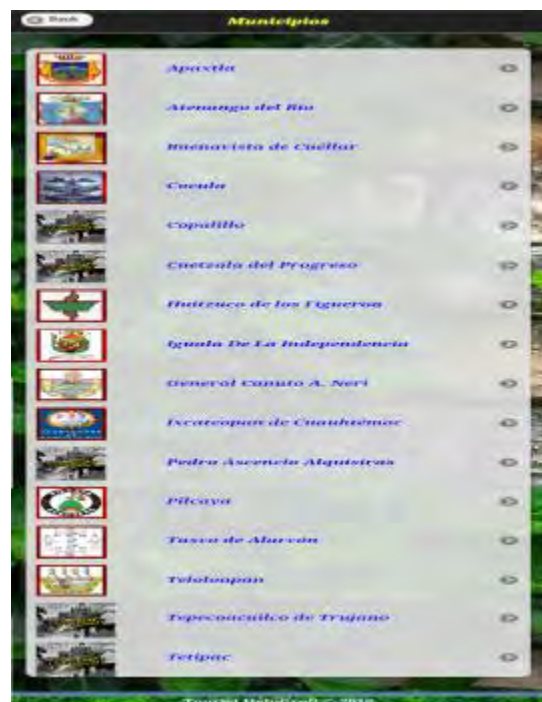 Back
Municipios
Apaxtla
Atenango del Rio
Buenavista de Cuéllar
Cocula
Copalillo
Cuetzala del Progreso
Huitzuco de los Figueroa
Iguala De La Independencia
General Canuto A. Neri
Ixcateopan de Cuauhtémoc
Pedro Ascencio Alquisiras
Pilcaya
Taxco de Alarcón
Teloloapan
Tepecoacuilco de Trujano
Tetipac